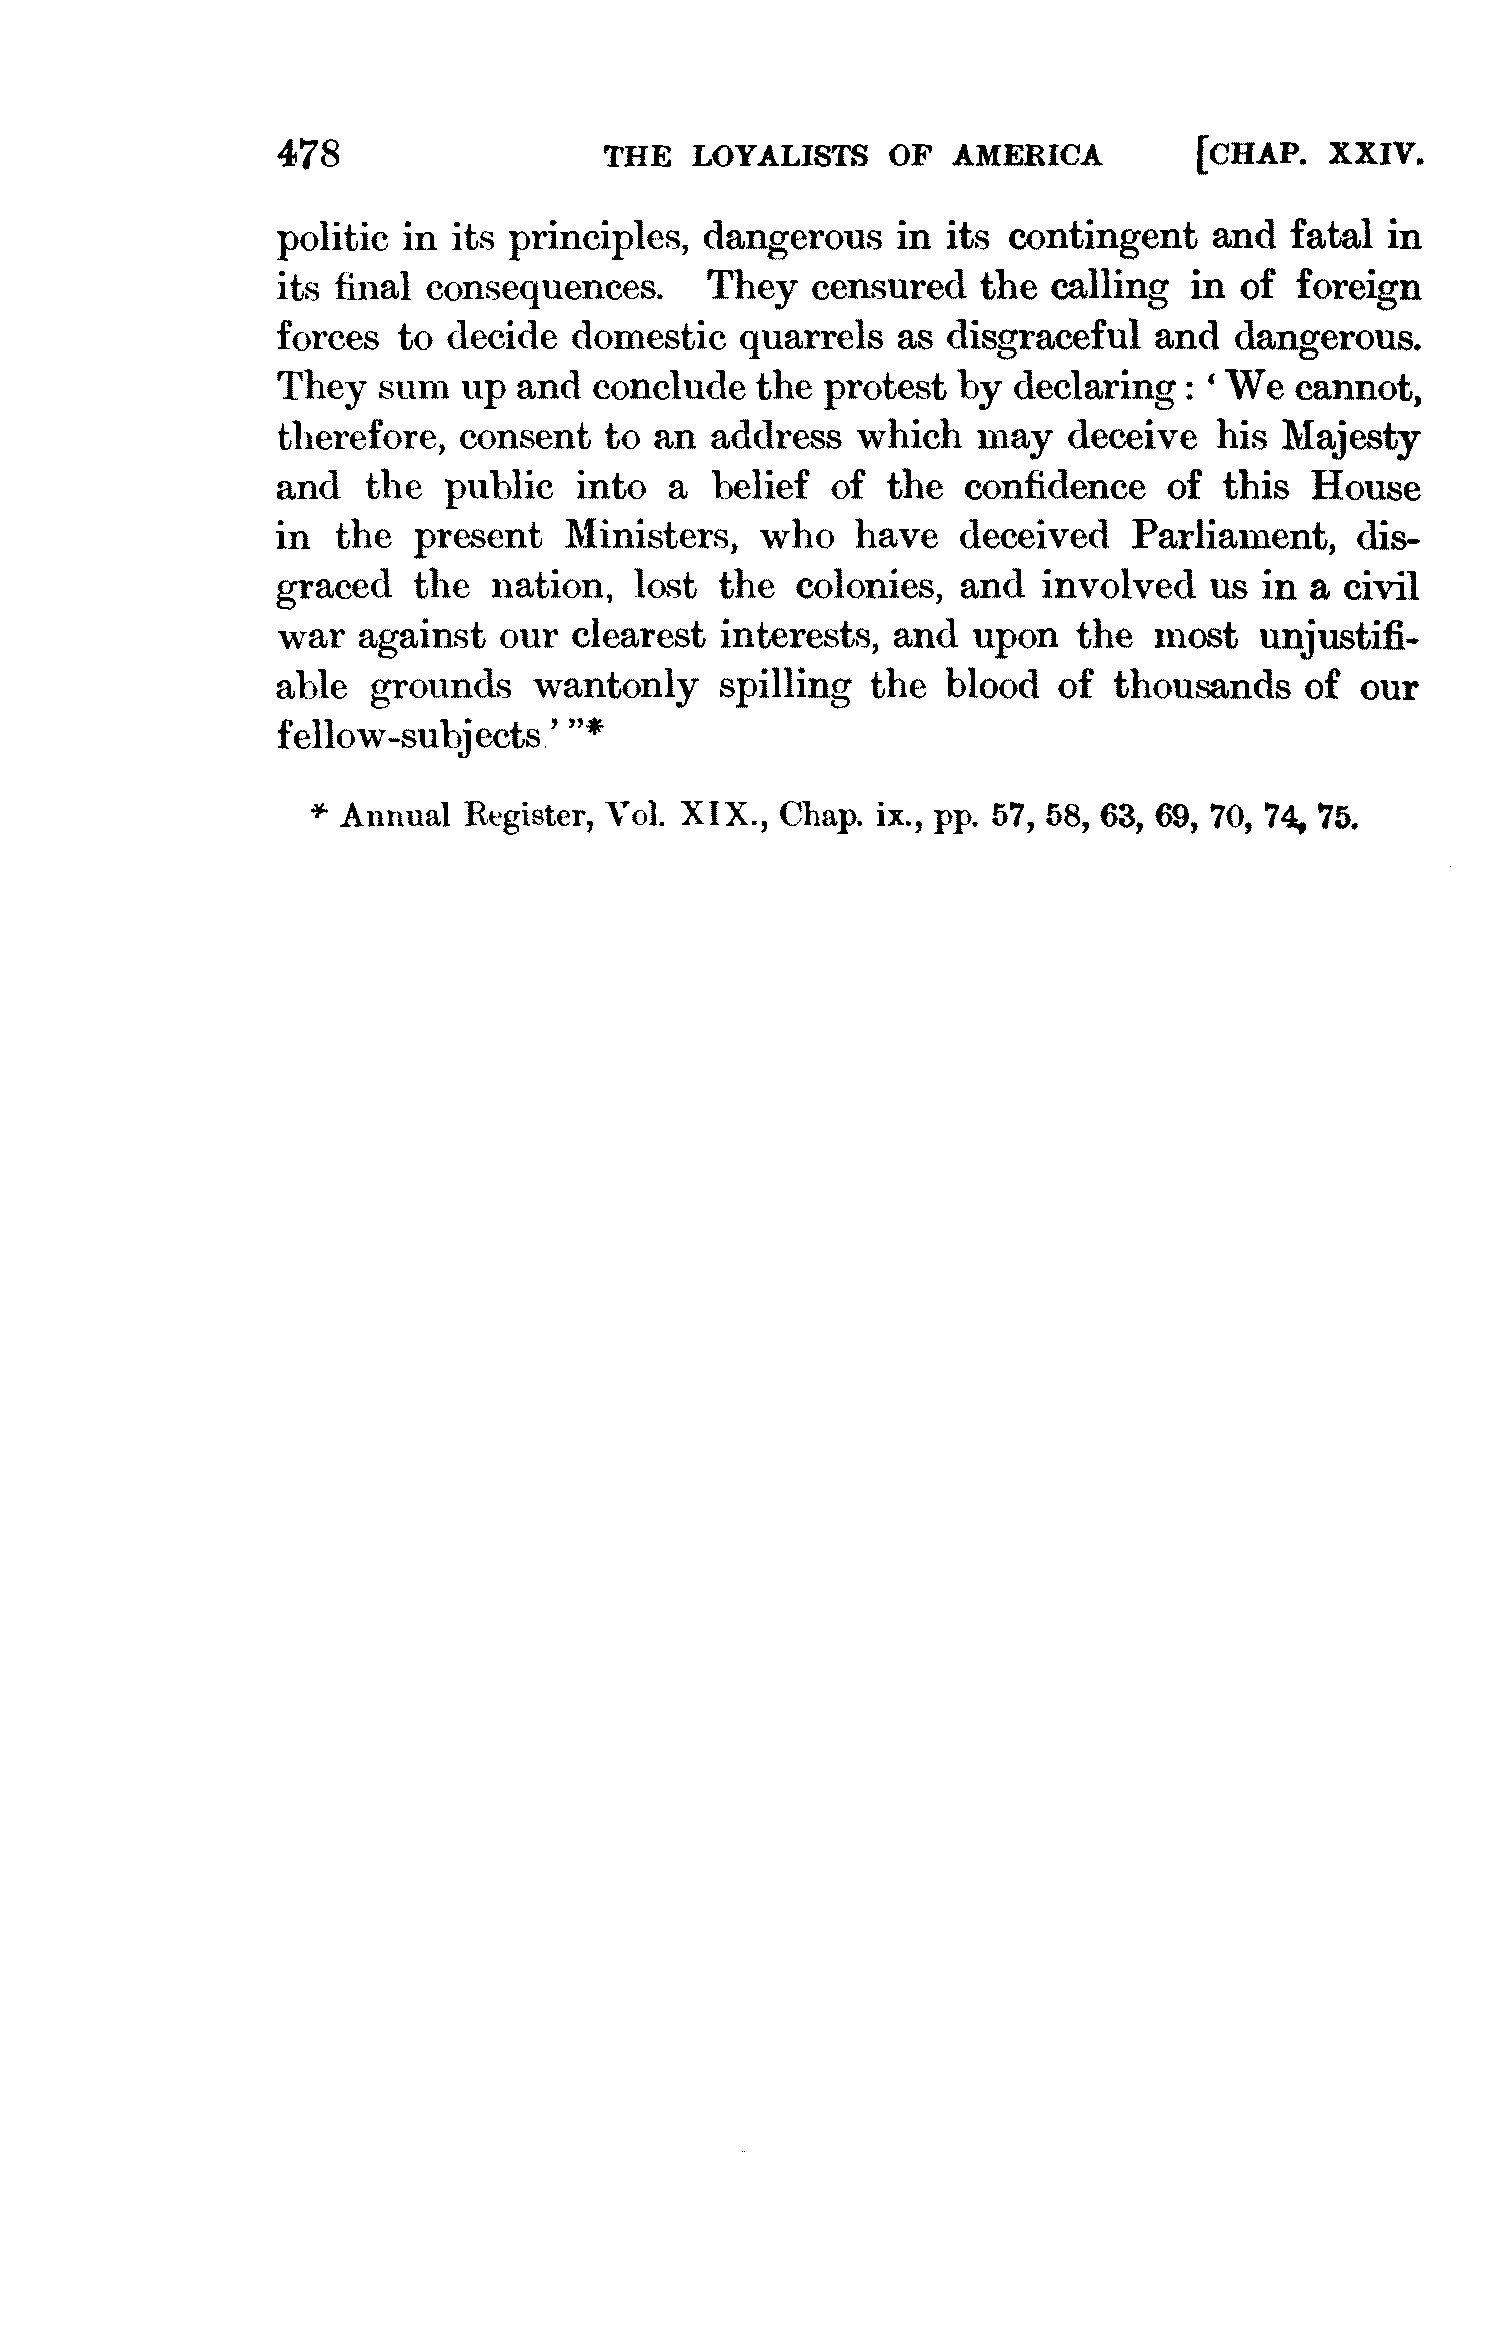 478 THE LOYALISTS OF AMERICA [CHAP. XXIV.
politic in its principles, dangerous in its contingent and fatal in
its final consequences. They censured the calling in of foreign
forces to decide domestic quarrels as disgraceful and dangerous.
They sum up and conclude the protest by declaring: ‘We cannot,
therefore, consent to an address which may deceive his Majesty
and the public into a belief of the confidence of this House
in the present Ministers, who have deceived Parliament, dis-
graced the nation, lost the colonies, and involved us in a civil
war against our clearest interests, and upon the most unjustifi-
able grounds wantonly spilling the blood of thousands of our
fellow-subjects.’ ”*
* Annual Register, Vol. XIX., Chap. ix., pp. 57, 58, 63, 69, 70, 74, 75.